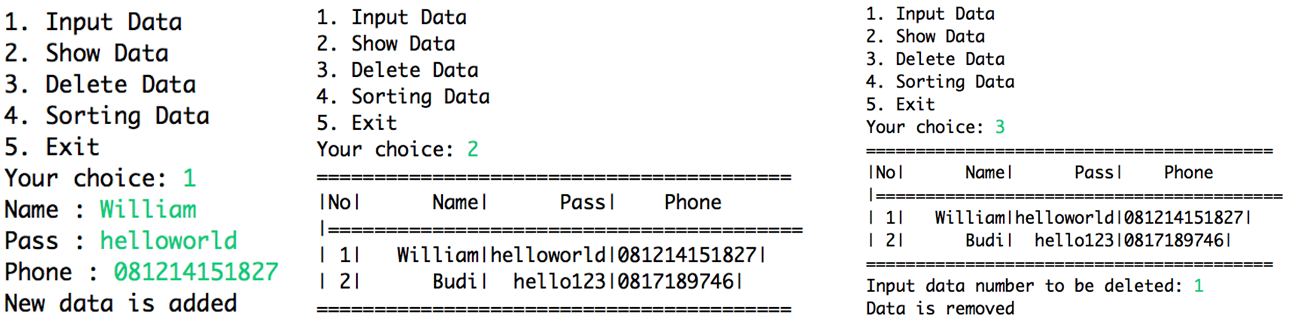 1. Input Data
2. Show Data
3. Delete Data
4. Sorting Data
5. Exit
Your choice: 1
Name : William
Pass : helloworld
Phone : 081214151827
New data is added
1. Input Data
2. Show Data
3. Delete Data
4. Sorting Data
5. Exit
Your choice: 2
=========================================
|No|      Name|      Pass|    Phone
|=========================================
| 1|   William|helloworld|081214151827|
| 2|      Budi|  hello123|0817189746|
=========================================
1. Input Data
2. Show Data
3. Delete Data
4. Sorting Data
5. Exit
Your choice: 3
=========================================
|No|      Name|      Pass|    Phone
|=========================================
| 1|   William|helloworld|081214151827|
| 2|      Budi|  hello123|0817189746|
=========================================
Input data number to be deleted: 1
Data is removed